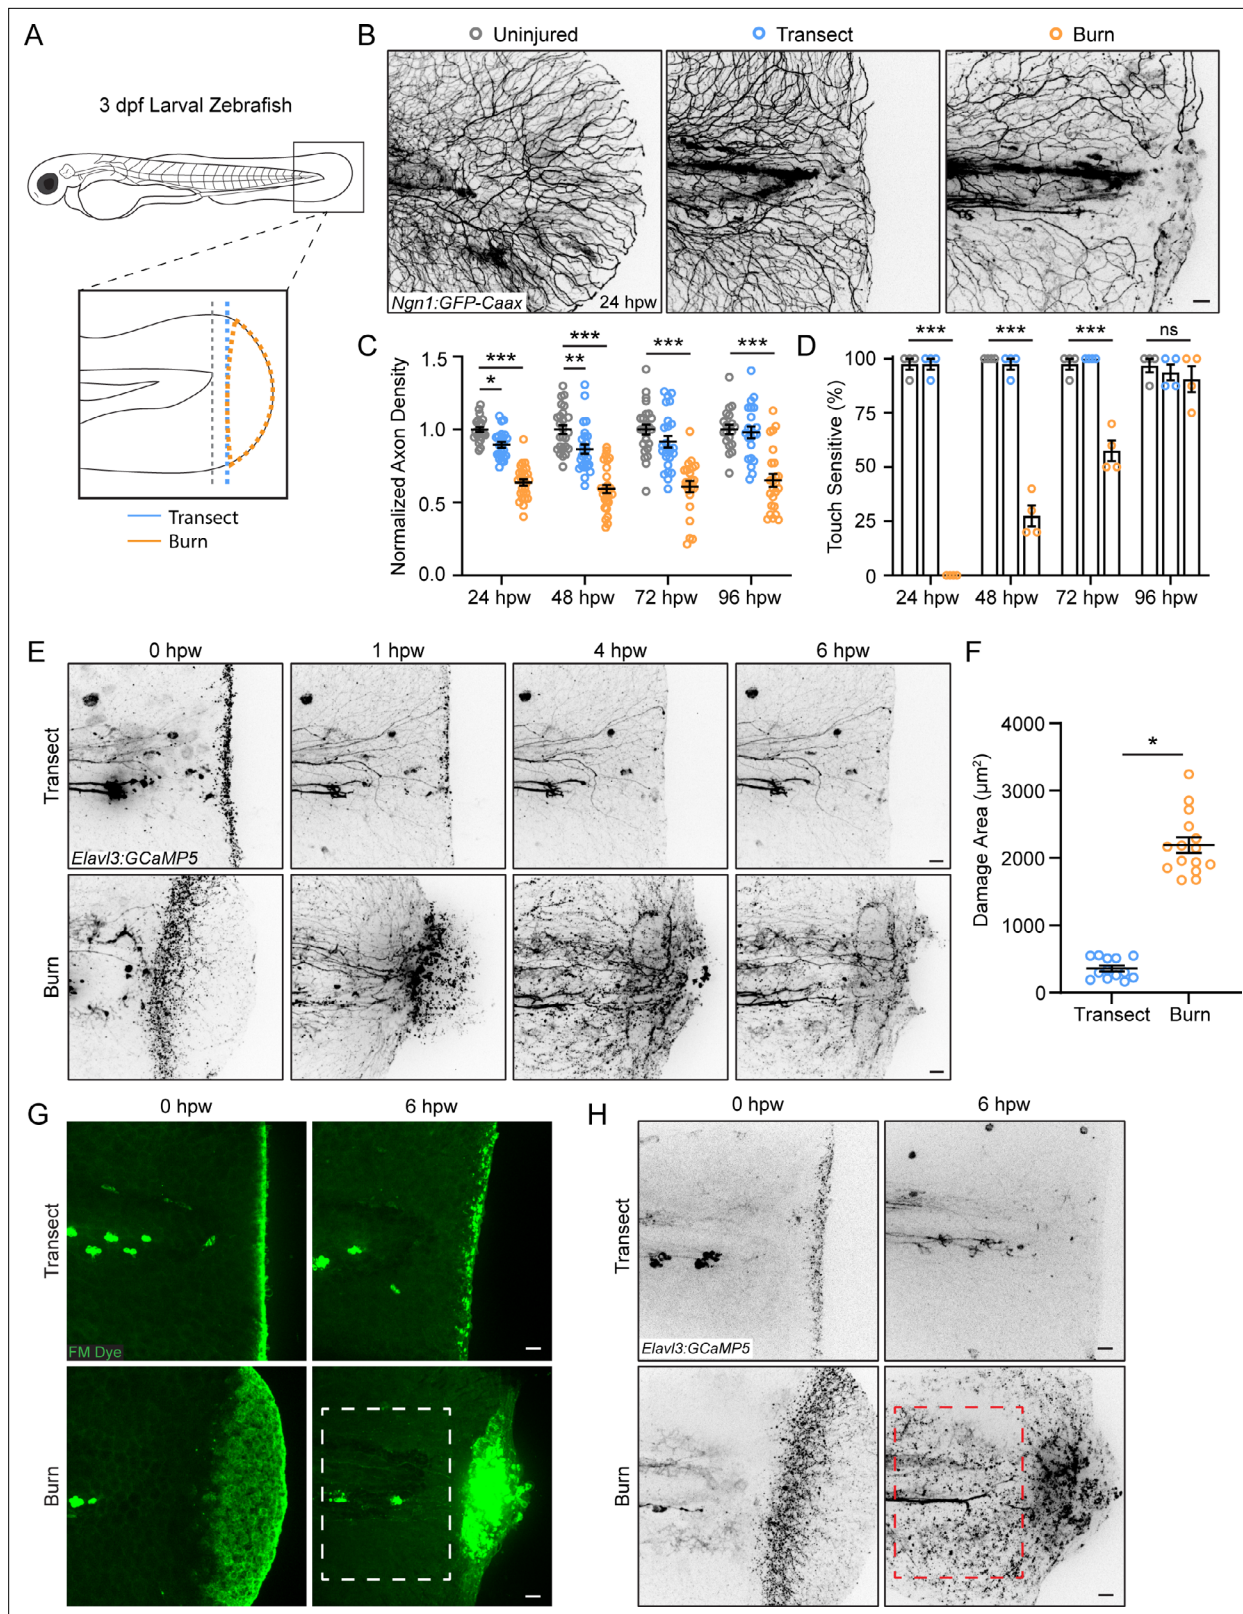 A
3 dpf Larval Zebrafish
Transect
Burn
B
Uninjured
Transect
Burn
Ngn1:GFP-Caax
24 hpw
C
Normalized Axon Density
1.5
1.0
0.5
0.0
***
*
***
**
***
***
24 hpw
48 hpw
72 hpw
96 hpw
D
Touch Sensitive (%)
100
75
50
25
0
***
***
***
ns
24 hpw
48 hpw
72 hpw
96 hpw
E
0 hpw
1 hpw
4 hpw
6 hpw
Transect
Elavl3:GCaMP5
Burn
F
Damage Area (µm²)
4000
3000
2000
1000
0
*
Transect
Burn
G
0 hpw
6 hpw
Transect
FM Dye
Burn
H
0 hpw
6 hpw
Transect
Elavl3:GCaMP5
Burn